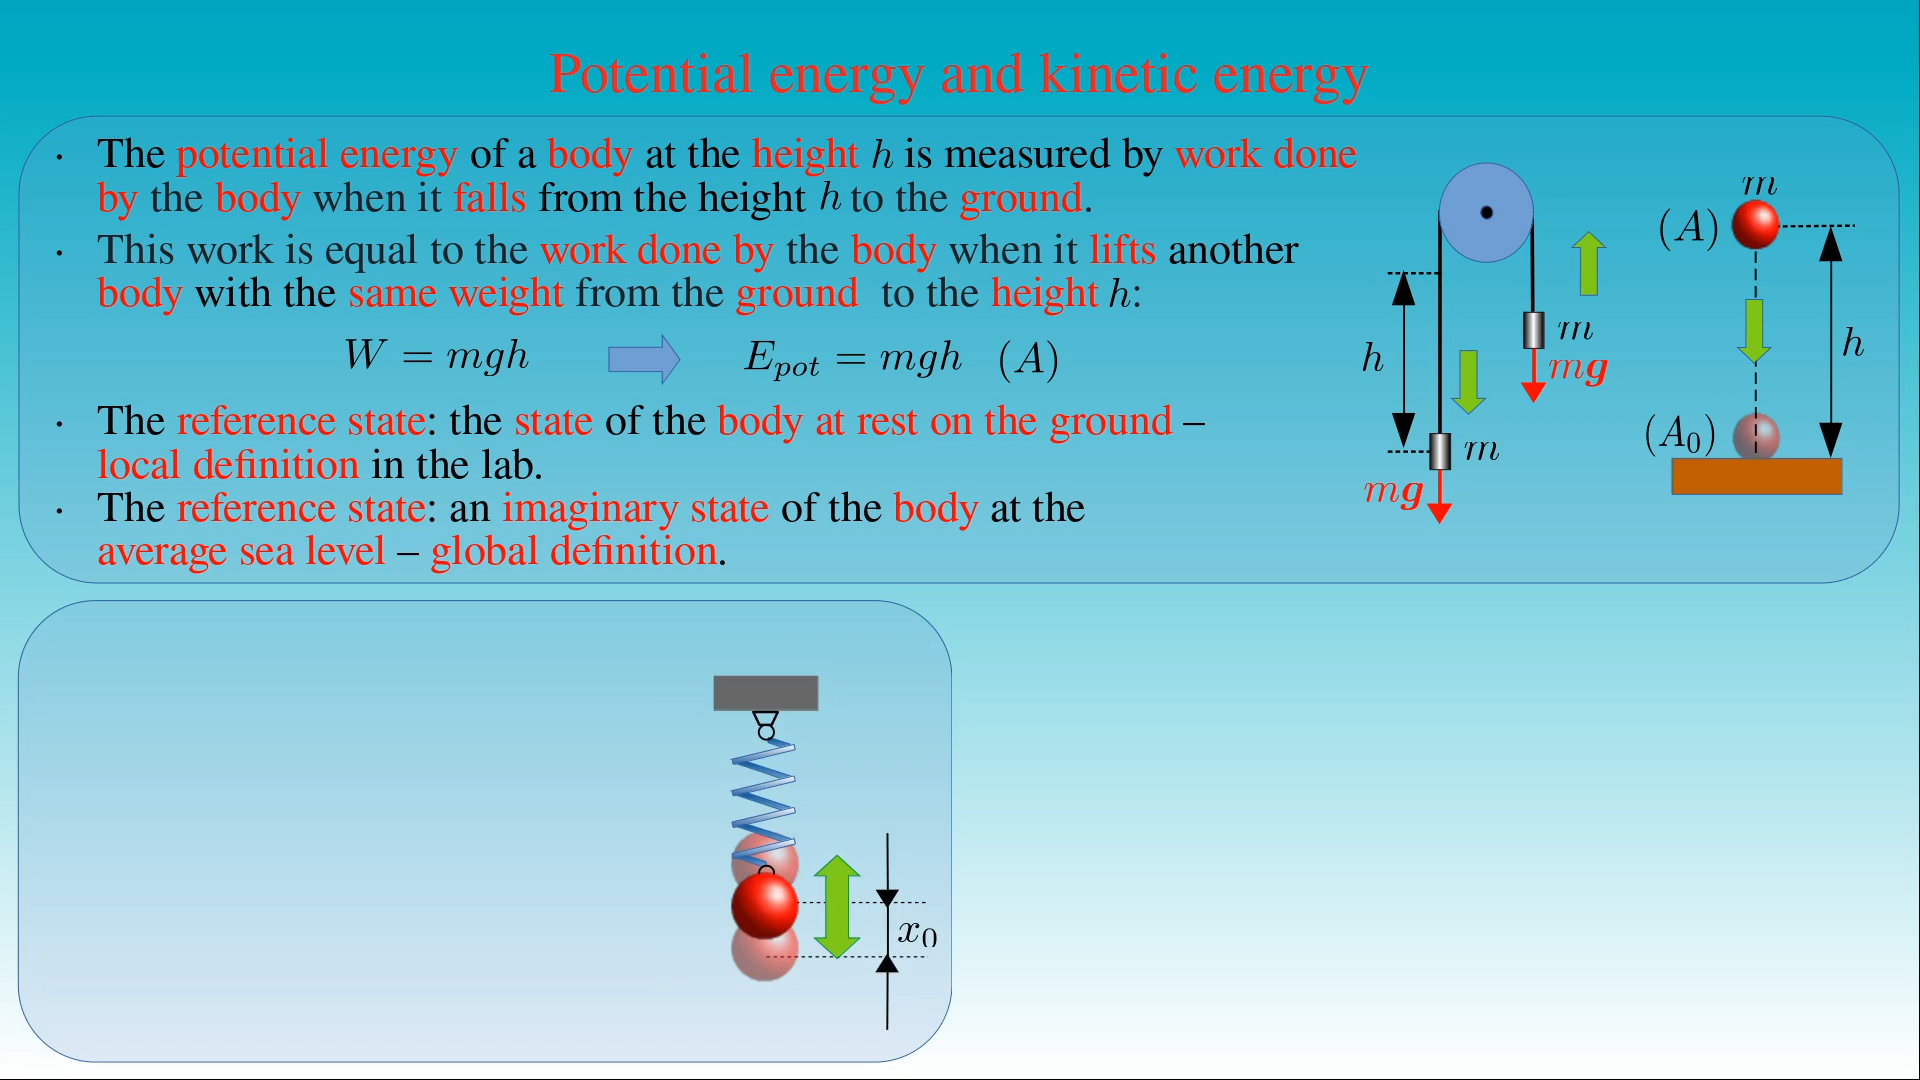 Potential energy and kinetic energy
· The potential energy of a body at the height h is measured by work done
by the body when it falls from the height h to the ground.
· This work is equal to the work done by the body when it lifts another
body with the same weight from the ground to the height h:
W = mgh
E_{pot} = mgh (A)
· The reference state: the state of the body at rest on the ground –
local definition in the lab.
· The reference state: an imaginary state of the body at the
average sea level – global definition.
h
m
mg
m
mg
m
(A)
h
(A₀)
x₀